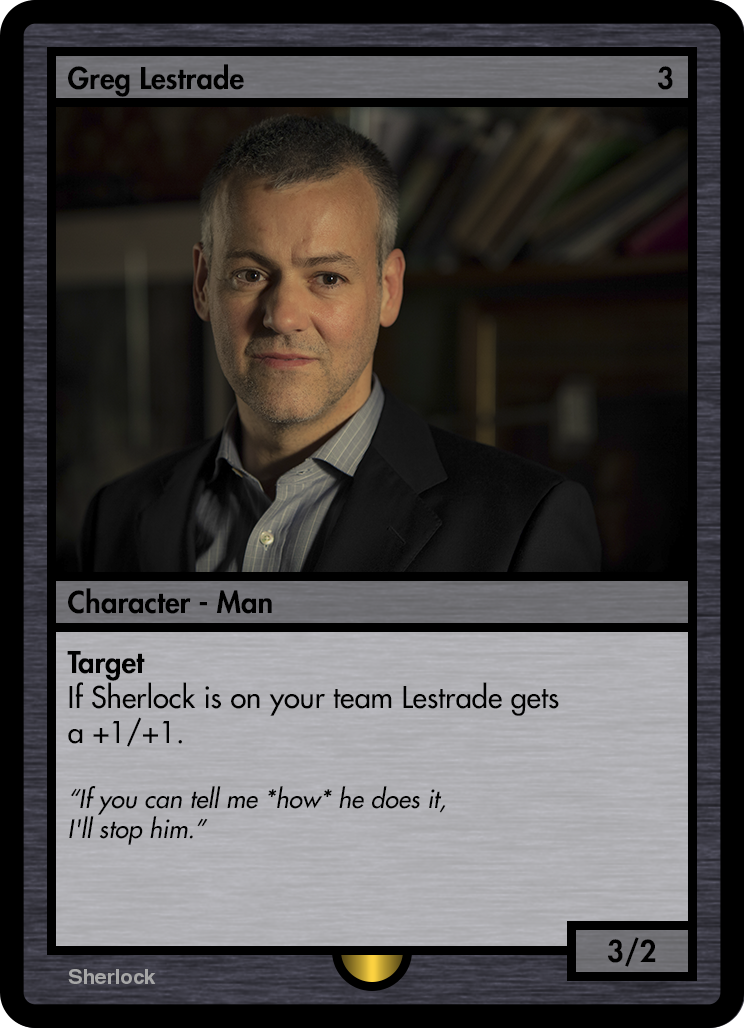 Greg Lestrade 3
Character - Man
Target
If Sherlock is on your team Lestrade gets
a +1/+1.
“If you can tell me *how* he does it,
I'll stop him.”
3/2
Sherlock